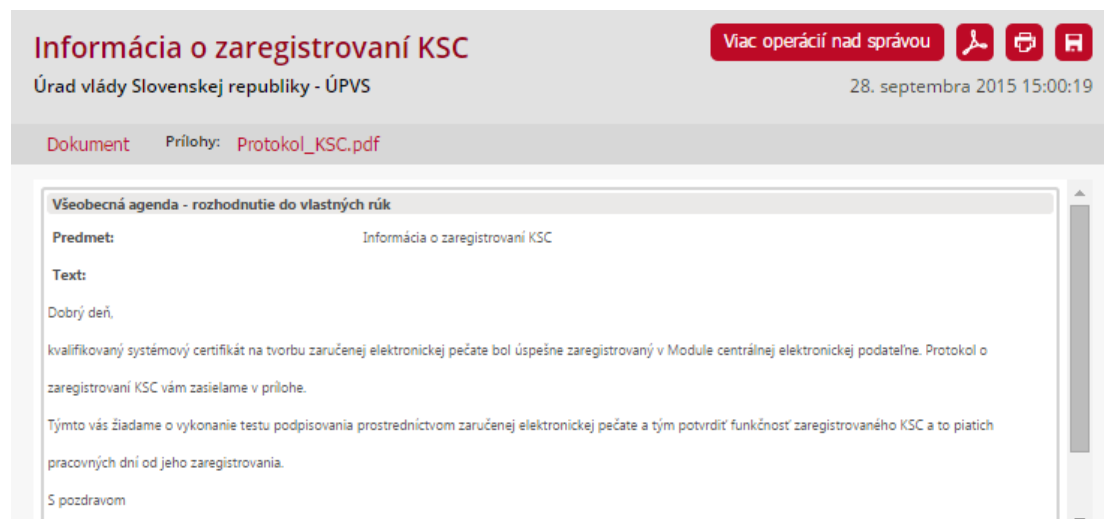 Informácia o zaregistrovaní KSC
Viac operácií nad správou
Úrad vlády Slovenskej republiky - ÚPVS
28. septembra 2015 15:00:19
Dokument Prílohy: Protokol_KSC.pdf
Všeobecná agenda - rozhodnutie do vlastných rúk
Predmet: Informácia o zaregistrovaní KSC
Text:
Dobrý deň,
kvalifikovaný systémový certifikát na tvorbu zaručenej elektronickej pečate bol úspešne zaregistrovaný v Module centrálnej elektronickej podateľne. Protokol o
zaregistrovaní KSC vám zasielame v prílohe.
Týmto vás žiadame o vykonanie testu podpisovania prostredníctvom zaručenej elektronickej pečate a tým potvrdiť funkčnosť zaregistrovaného KSC a to piatich
pracovných dní od jeho zaregistrovania.
S pozdravom